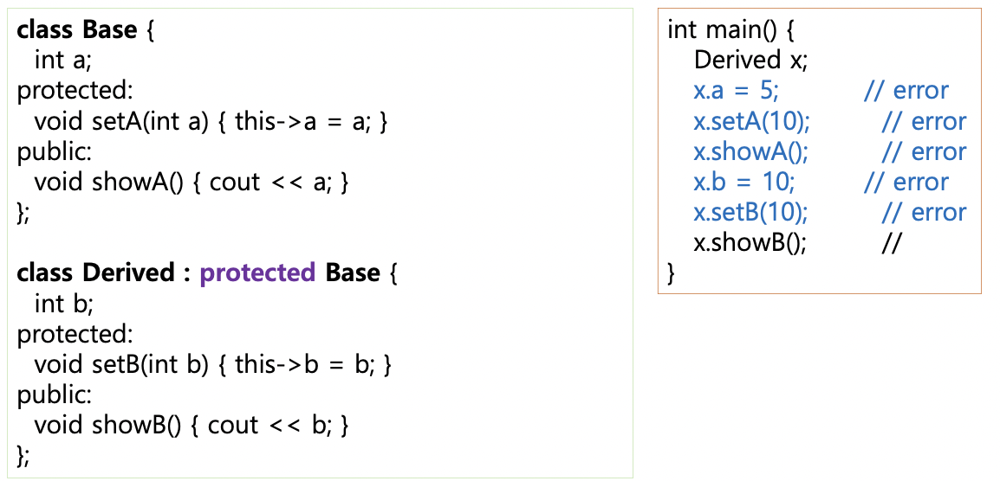 class Base {
int a;
protected:
void setA(int a) { this->a = a; }
public:
void showA() { cout << a; }
};
class Derived : protected Base {
int b;
protected:
void setB(int b) { this->b = b; }
public:
void showB() { cout << b; }
};
int main() {
Derived x;
x.a = 5; // error
x.setA(10); // error
x.showA(); // error
x.b = 10; // error
x.setB(10); // error
x.showB(); //
}